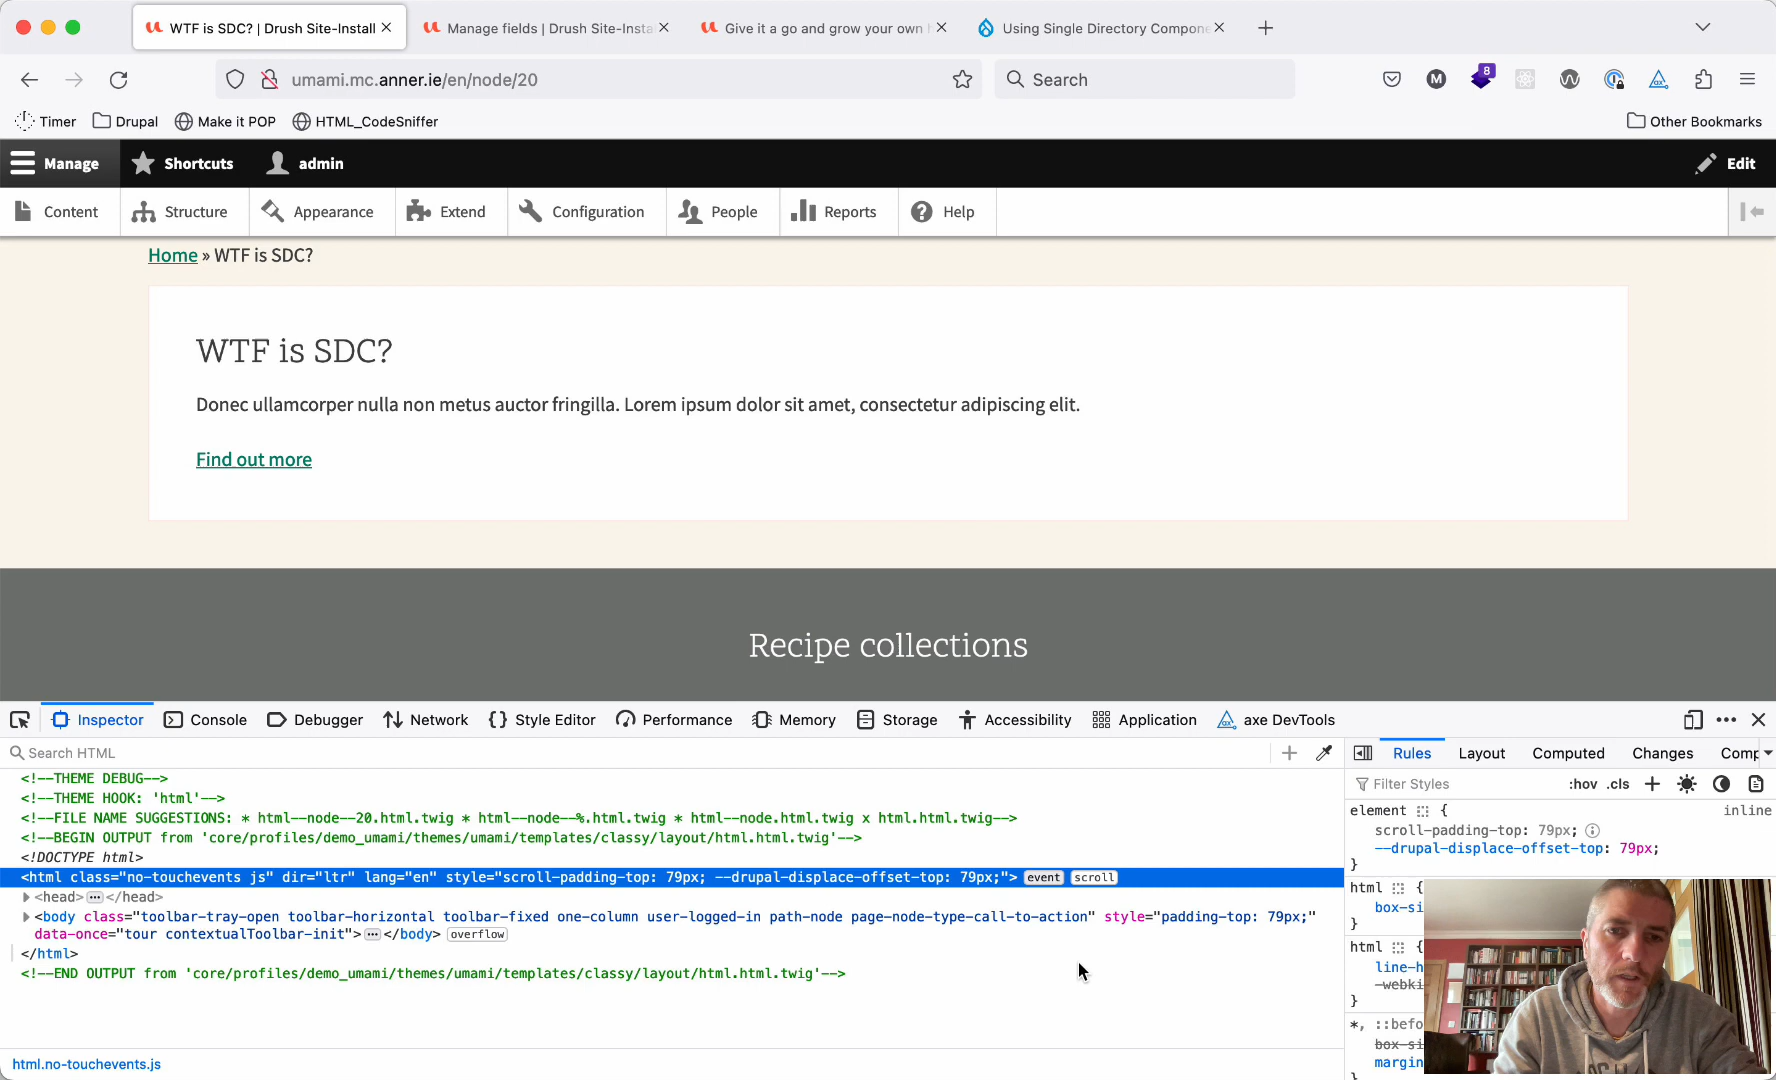 WTF is SDC? | Drush Site-Install
Manage fields | Drush Site-Insta
Give it a go and grow your own
Using Single Directory Compone
umami.mc.anner.ie/en/node/20
Search
M
8
Timer
Drupal
Make it POP
HTML_CodeSniffer
Other Bookmarks
Manage
Shortcuts
admin
Edit
Content
Structure
Appearance
Extend
Configuration
People
Reports
Help
Home » WTF is SDC?
WTF is SDC?
Donec ullamcorper nulla non metus auctor fringilla. Lorem ipsum dolor sit amet, consectetur adipiscing elit.
Find out more
Recipe collections
Inspector
Console
Debugger
Network
Style Editor
Performance
Memory
Storage
Accessibility
Application
axe DevTools
Search HTML
Rules
Layout
Computed
Changes
Comp
<!--THEME DEBUG-->
<!--THEME HOOK: 'html'-->
<!--FILE NAME SUGGESTIONS: * html--node--20.html.twig * html--node--%.html.twig * html--node.html.twig x html.html.twig-->
<!--BEGIN OUTPUT from 'core/profiles/demo_umami/themes/umami/templates/classy/layout/html.html.twig'-->
<!DOCTYPE html>
<html class="no-touchevents js" dir="ltr" lang="en" style="scroll-padding-top: 79px; --drupal-displace-offset-top: 79px;"> event scroll
<head> ··· </head>
<body class="toolbar-tray-open toolbar-horizontal toolbar-fixed one-column user-logged-in path-node page-node-type-call-to-action" style="padding-top: 79px;"
data-once="tour contextualToolbar-init"> ··· </body> overflow
</html>
<!--END OUTPUT from 'core/profiles/demo_umami/themes/umami/templates/classy/layout/html.html.twig'-->
html.no-touchevents.js
Filter Styles
:hov .cls
element {
inline
scroll-padding-top: 79px;
--drupal-displace-offset-top: 79px;
}
html {
box-si
}
html {
line-h
-webki
}
*, ::befo
box-si
margin
}